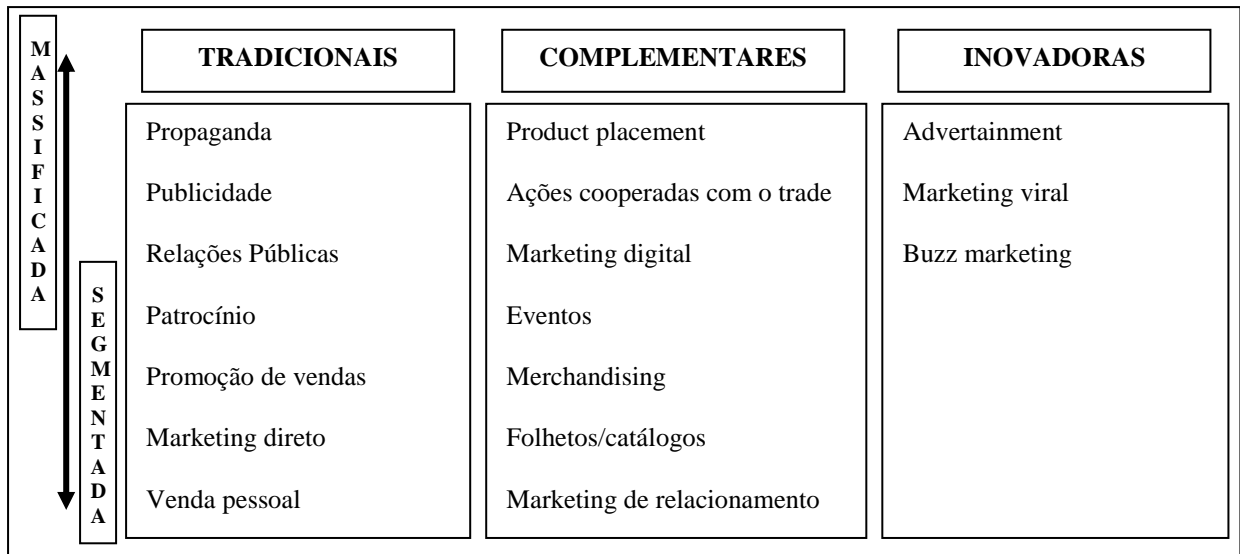 MASSIFICADA
SEGMENTADA
TRADICIONAIS
Propaganda
Publicidade
Relações Públicas
Patrocínio
Promoção de vendas
Marketing direto
Venda pessoal
COMPLEMENTARES
Product placement
Ações cooperadas com o trade
Marketing digital
Eventos
Merchandising
Folhetos/catálogos
Marketing de relacionamento
INOVADORAS
Advertainment
Marketing viral
Buzz marketing